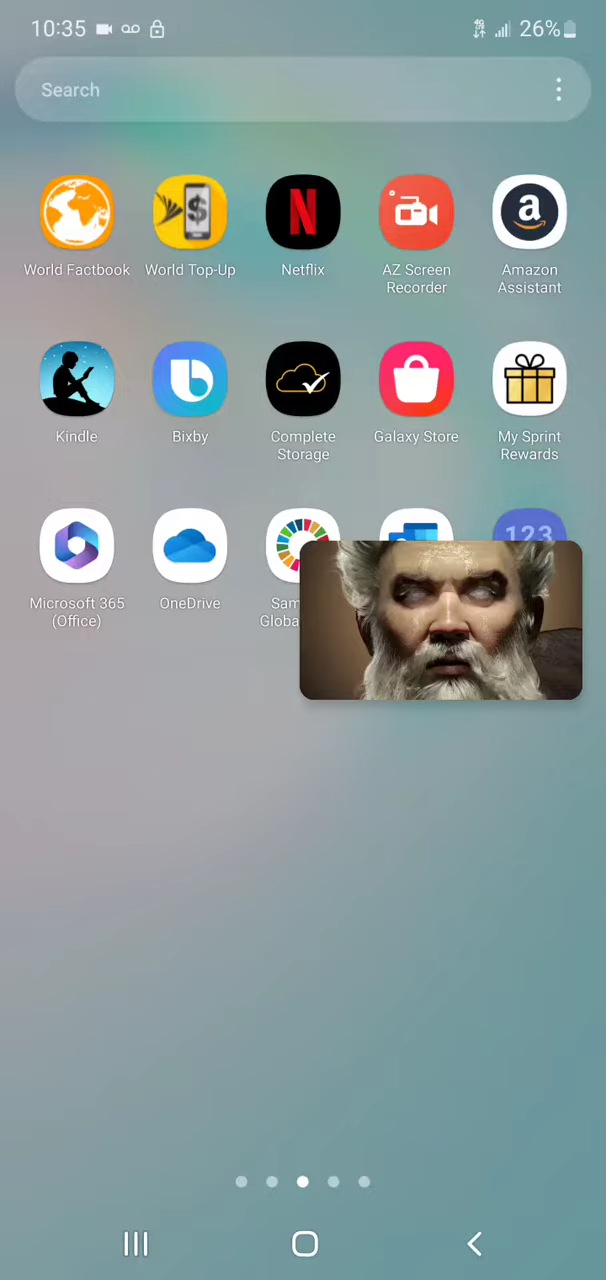 10:35
4G
26%
Search
World Factbook
World Top-Up
Netflix
AZ Screen
Recorder
Amazon
Assistant
Kindle
Bixby
Complete
Storage
Galaxy Store
My Sprint
Rewards
123
Microsoft 365
(Office)
OneDrive
Sam
Globa